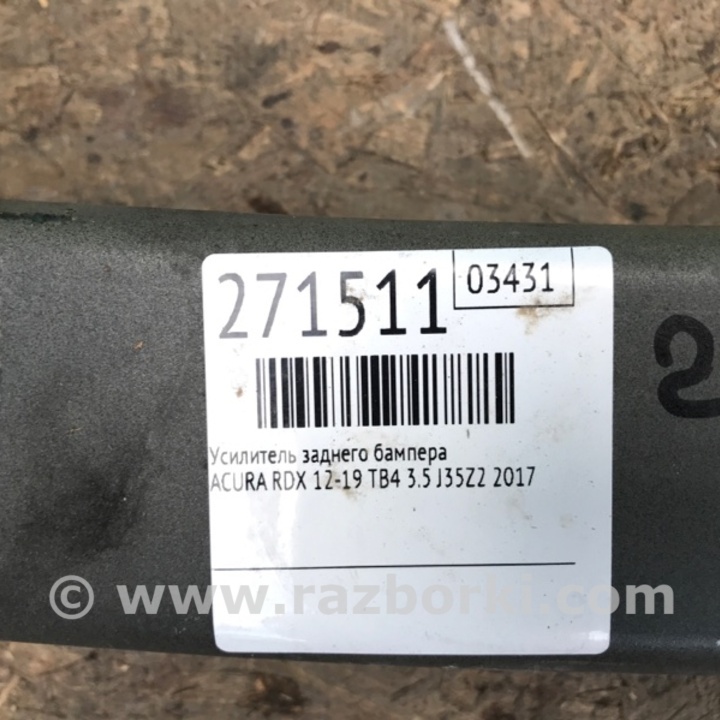 271511
03431
Усилитель заднего бампера
ACURA RDX 12-19 TB4 3.5 J35Z2 2017
© www.razborki.com